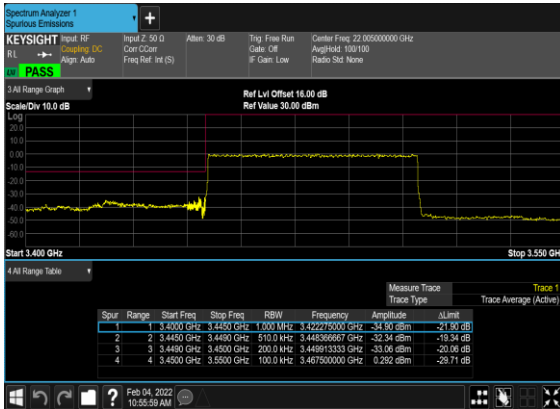 Spectrum Analyzer 1
Spurious Emissions
+
KEYSIGHT Input: RF Input Z: 50 Ω Atten: 30 dB Trig: Free Run Center Freq: 22.005000000 GHz
RL Coupling: DC Corr CCorr Gate: Off Avg|Hold: 100/100
Align: Auto Freq Ref: Int (S) IF Gain: Low Radio Std: None
PASS
3 All Range Graph
Ref Lvl Offset 16.00 dB
Scale/Div 10.0 dB Ref Value 30.00 dBm
Log
20.0
10.0
0.00
-10.0
-20.0
-30.0
-40.0
-50.0
-60.0
Start 3.400 GHz Stop 3.550 GH
4 All Range Table
Measure Trace Trace 1
Trace Type Trace Average (Active)
Spur Range Start Freq Stop Freq RBW Frequency Amplitude ΔLimit
1 1 3.4000 GHz 3.4450 GHz 1.000 MHz 3.422275000 GHz -34.90 dBm -21.90 dB
2 2 3.4450 GHz 3.4490 GHz 510.0 kHz 3.448366667 GHz -32.34 dBm -19.34 dB
3 3 3.4490 GHz 3.4500 GHz 200.0 kHz 3.449913333 GHz -33.06 dBm -20.06 dB
4 4 3.4500 GHz 3.5500 GHz 100.0 kHz 3.467500000 GHz 0.292 dBm -29.71 dB
? Feb 04, 2022
10:55:59 AM